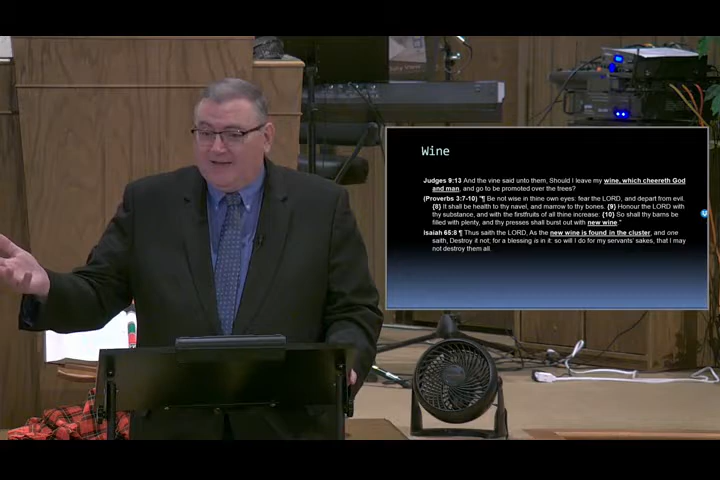 Wine
Judges 9:13 And the vine said unto them, Should I leave my wine, which cheereth God
and man, and go to be promoted over the trees?
(Proverbs 3:7-10) "¶ Be not wise in thine own eyes: fear the LORD, and depart from evil.
{8} It shall be health to thy navel, and marrow to thy bones. {9} Honour the LORD with
thy substance, and with the firstfruits of all thine increase: {10} So shall thy barns be
filled with plenty, and thy presses shall burst out with new wine."
Isaiah 65:8 ¶ Thus saith the LORD, As the new wine is found in the cluster, and one
saith, Destroy it not; for a blessing is in it: so will I do for my servants' sakes, that I may
not destroy them all.